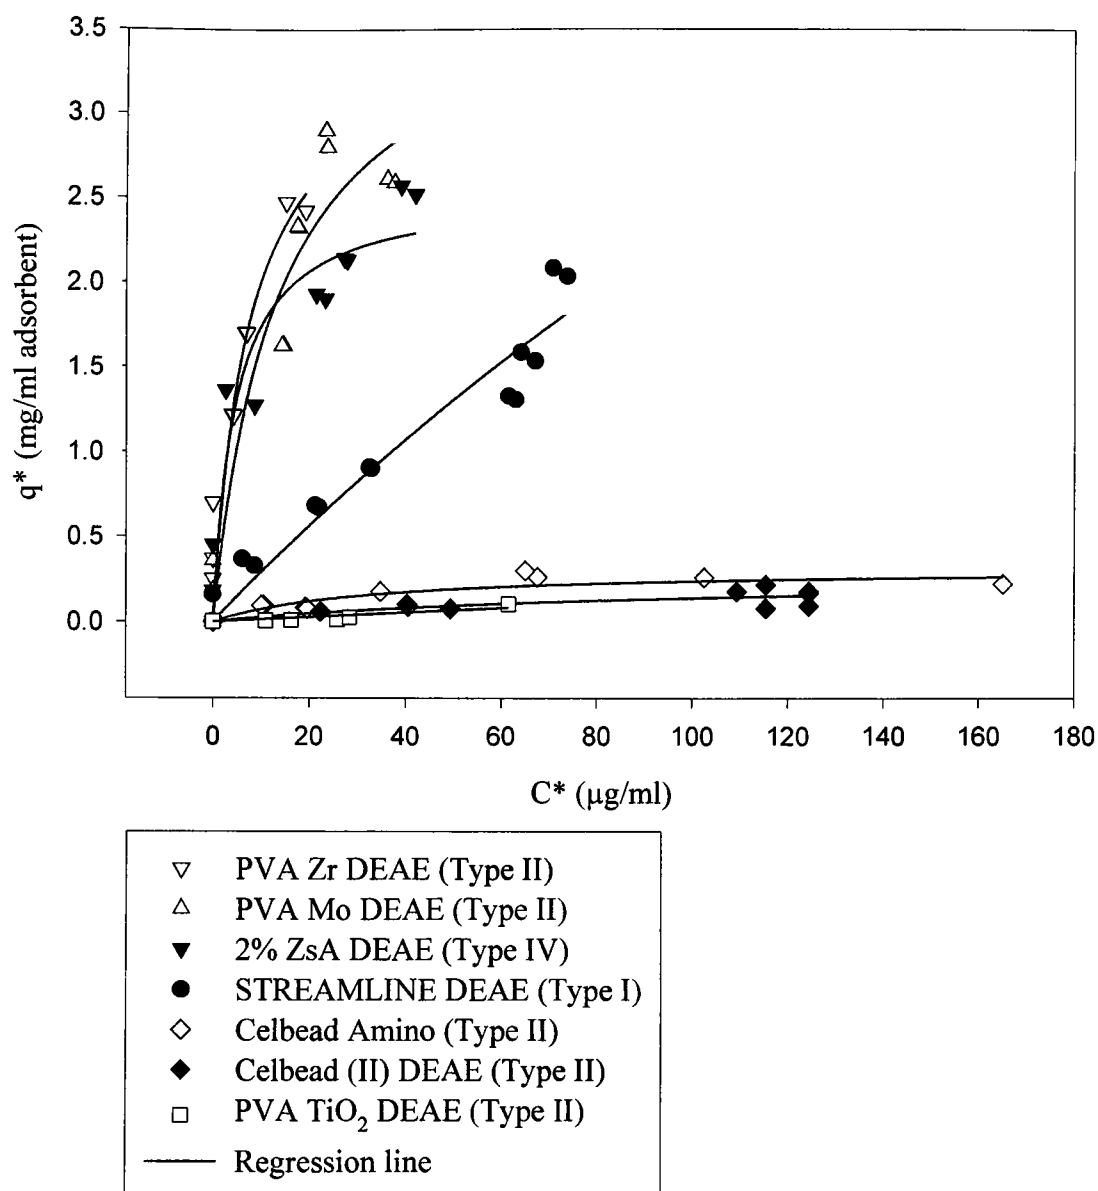 3.5
3.0
2.5
2.0
1.5
1.0
0.5
0.0
q* (mg/ml adsorbent)
0 20 40 60 80 100 120 140 160 180
C* (μg/ml)
PVA Zr DEAE (Type II)
PVA Mo DEAE (Type II)
2% ZsA DEAE (Type IV)
STREAMLINE DEAE (Type I)
Celbead Amino (Type II)
Celbead (II) DEAE (Type II)
PVA TiO₂ DEAE (Type II)
Regression line